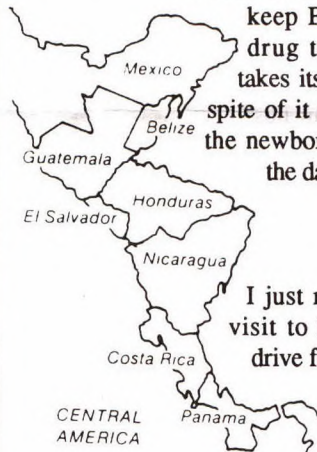 keep
drug t
Mexico
takes its
spite of it
Belize
the newbor
Guatemala
the da
Honduras
El Salvador
Nicaragua
I just
visit to
Costa Rica
drive f
CENTRAL
AMERICA
Panama